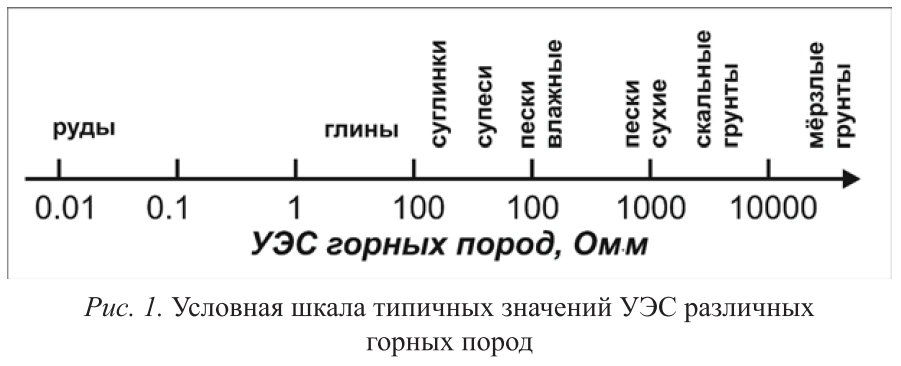 руды глины суглинки супеси пески влажные пески сухие скальные грунты мёрзлые грунты
0.01 0.1 1 100 100 1000 10000
УЭС горных пород, Ом·м
Рис. 1. Условная шкала типичных значений УЭС различных
горных пород